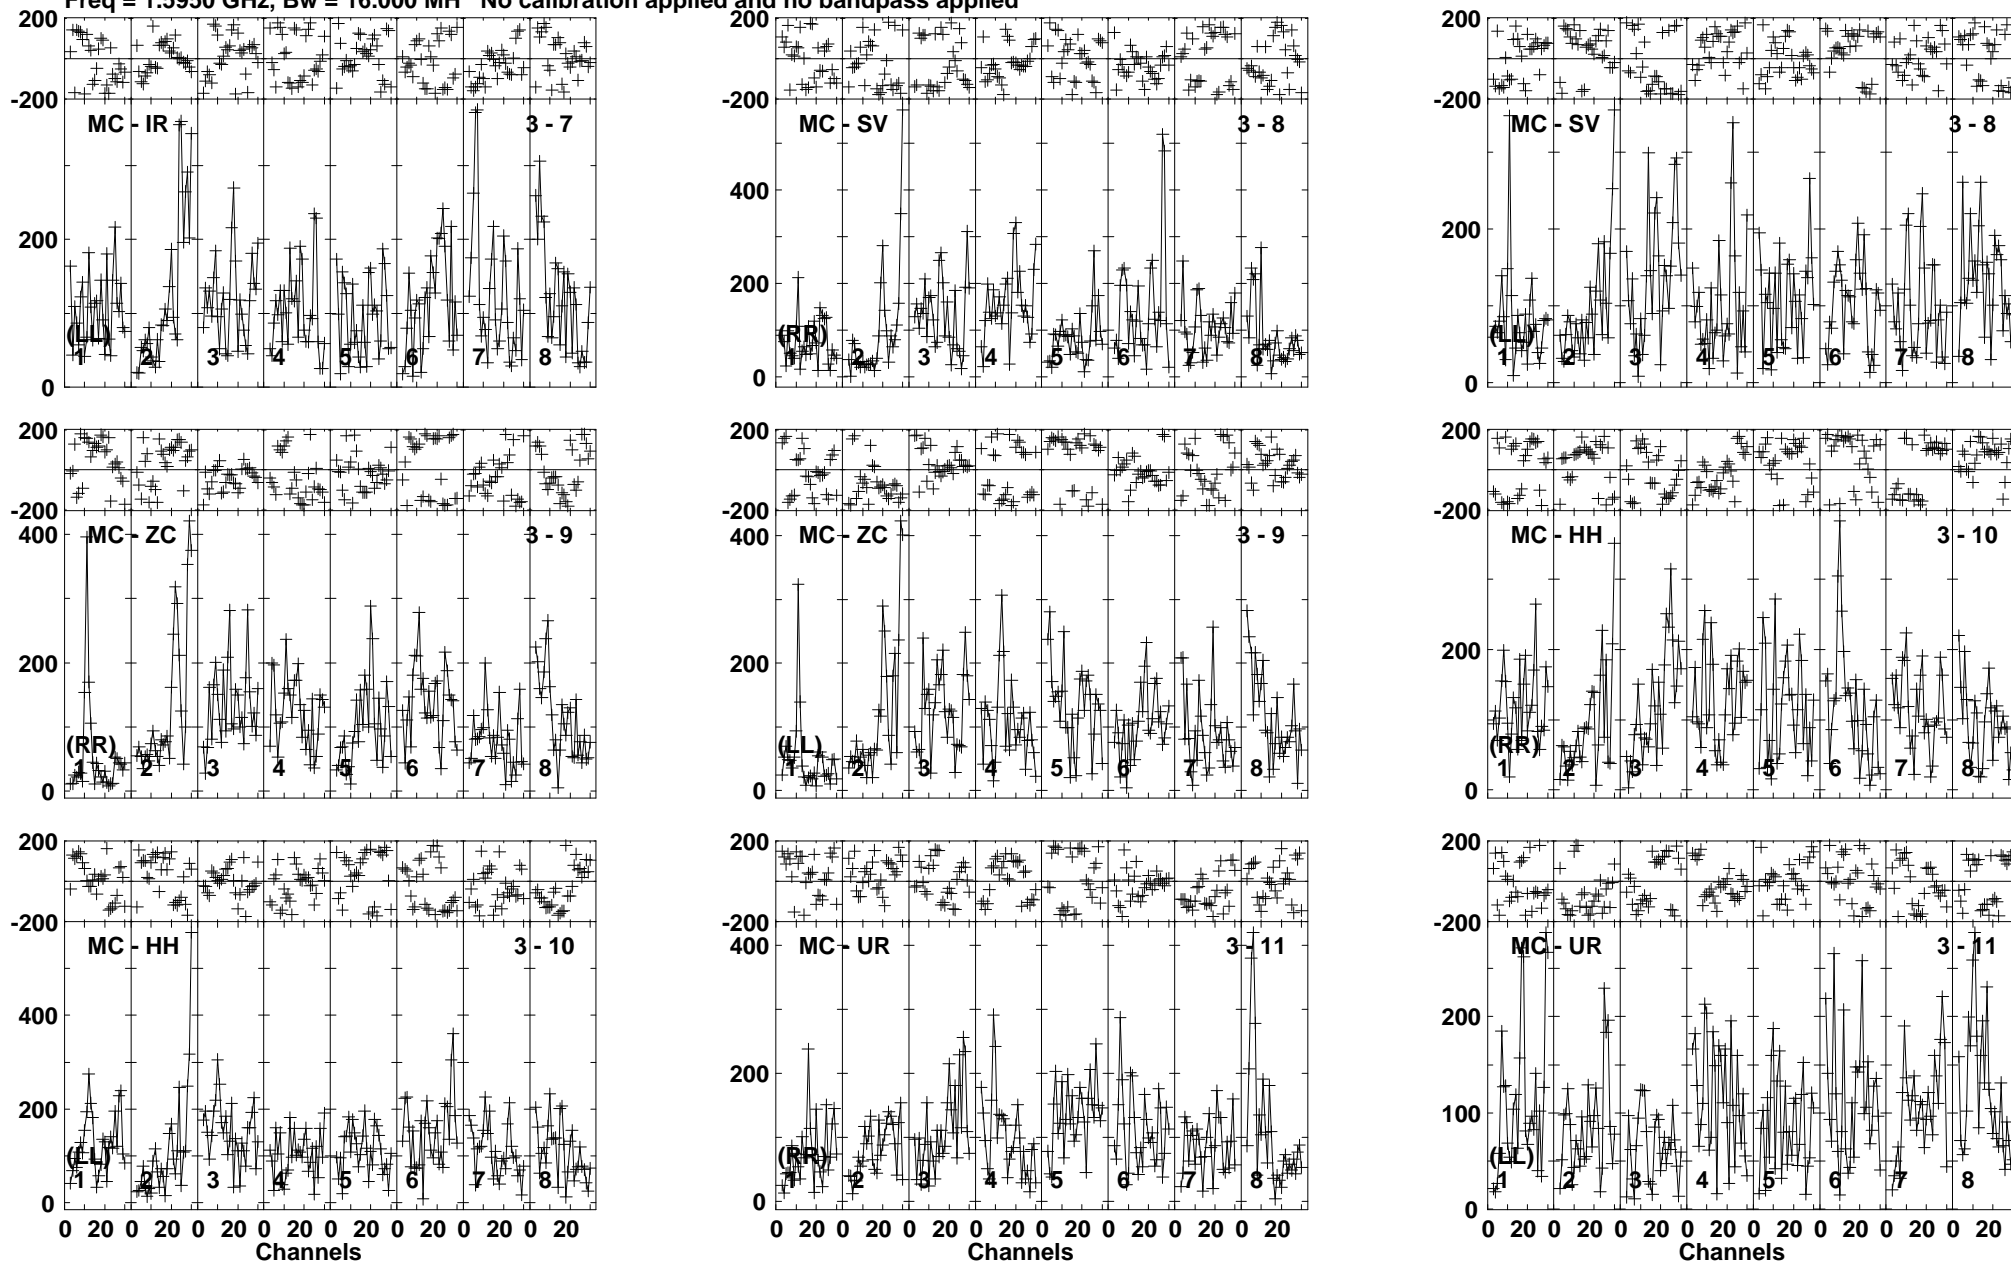 Freq = 1.5950 GHz, Bw = 16.000 MH No calibration applied and no bandpass applied
200
-200
MC - IR 3 - 7
200
(LL)
1 2 3 4 5 6 7 8
0
200
-200
MC - SV 3 - 8
400
200
(RR)
1 2 3 4 5 6 7 8
0
200
-200
MC - SV 3 - 8
200
(LL)
1 2 3 4 5 6 7 8
0
200
-200
400
MC - ZC 3 - 9
200
(RR)
1 2 3 4 5 6 7 8
0
200
-200
400
MC - ZC 3 - 9
200
(LL)
1 2 3 4 5 6 7 8
0
200
-200
MC - HH 3 - 10
200
(RR)
1 2 3 4 5 6 7 8
0
200
-200
MC - HH 3 - 10
400
200
(LL)
1 2 3 4 5 6 7 8
0
0 20 0 20 0 20 0 20 0 20 0 20 0 20 0 20
Channels
200
-200
400
MC - UR 3 - 11
200
(RR)
1 2 3 4 5 6 7 8
0
0 20 0 20 0 20 0 20 0 20 0 20 0 20 0 20
Channels
200
-200
MC - UR 3 - 11
200
100
(LL)
1 2 3 4 5 6 7 8
0
0 20 0 20 0 20 0 20 0 20 0 20 0 20 0 20
Channels